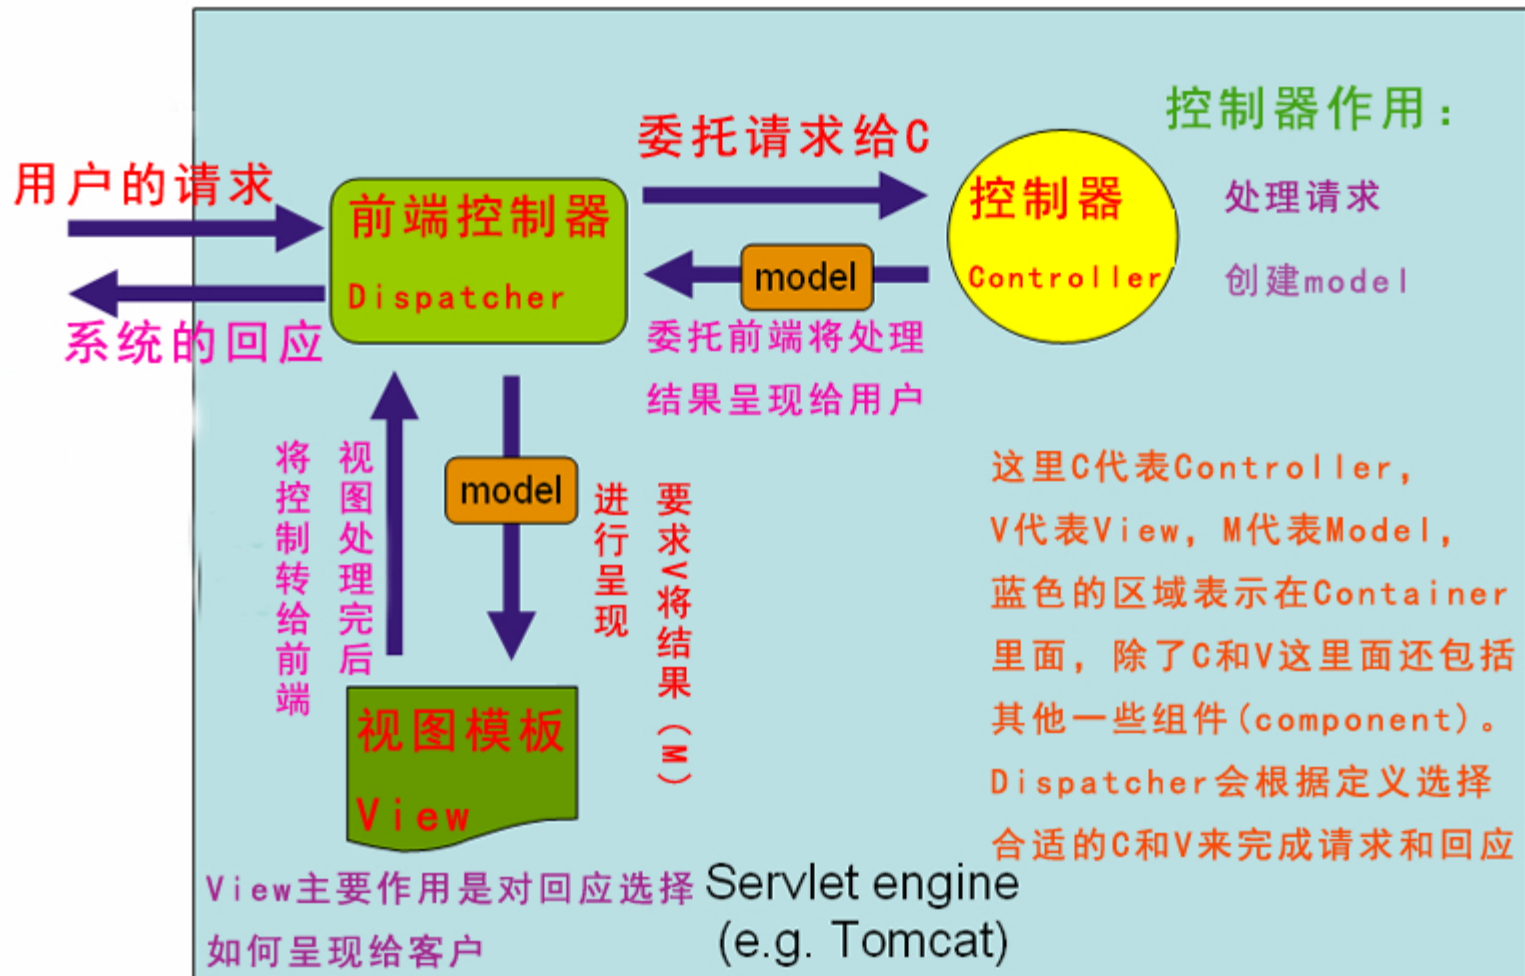 控制器作用：
委托请求给C
用户的请求
前端控制器
Dispatcher
控制器
Controller
处理请求
创建model
model
系统的回应
委托前端将处理
结果呈现给用户
视图处理完后
将控制转给前端
model
要求V将结果（M）
进行呈现
这里C代表Controller，
V代表View，M代表Model，
蓝色的区域表示在Container
里面，除了C和V这里面还包括
其他一些组件(component)。
Dispatcher会根据定义选择
合适的C和V来完成请求和回应
视图模板
View
View主要作用是对回应选择
如何呈现给客户
Servlet engine
(e.g. Tomcat)